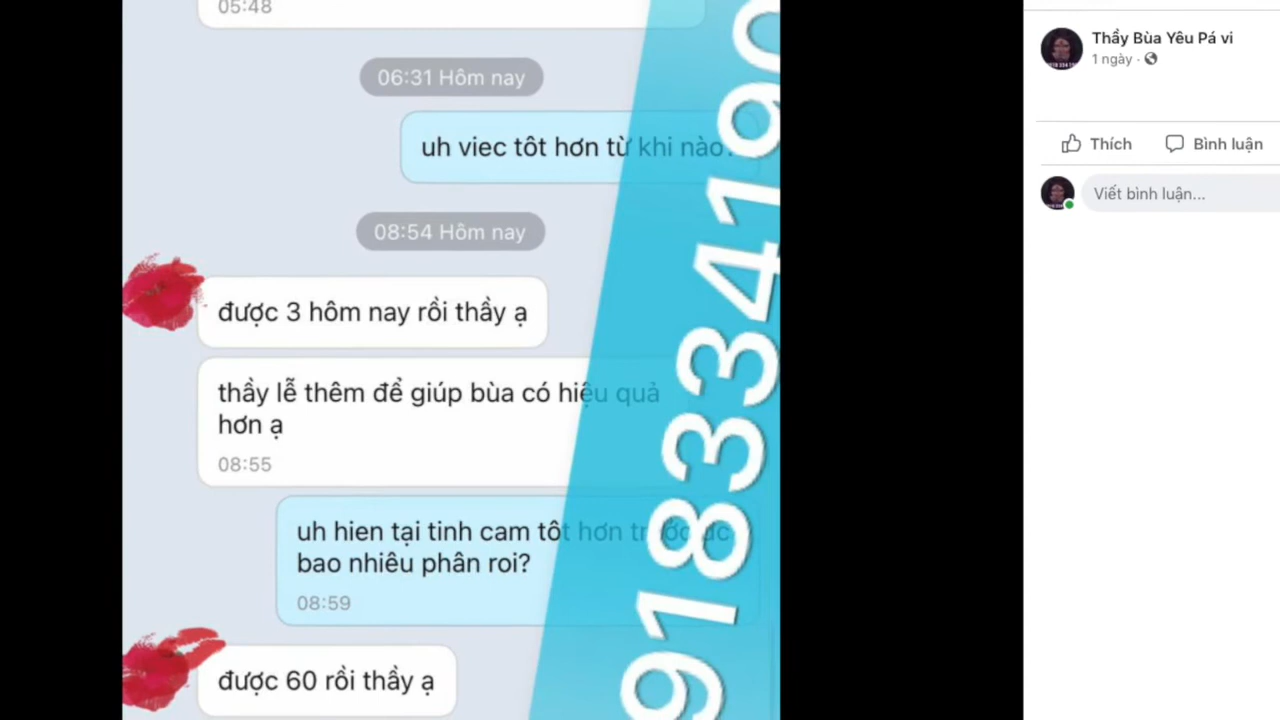 05:48
06:31 Hôm nay
uh viec tôt hơn từ khi nào?
08:54 Hôm nay
được 3 hôm nay rồi thầy ạ
thầy lễ thêm để giúp bùa có hiệu quả
hơn ạ
08:55
uh hien tại tinh cam tôt hơn trước
bao nhiêu phân roi?
08:59
được 60 rồi thầy ạ
918334190
Thầy Bùa Yêu Pá vi
1 ngày ·
Thích
Bình luận
Viết bình luận...